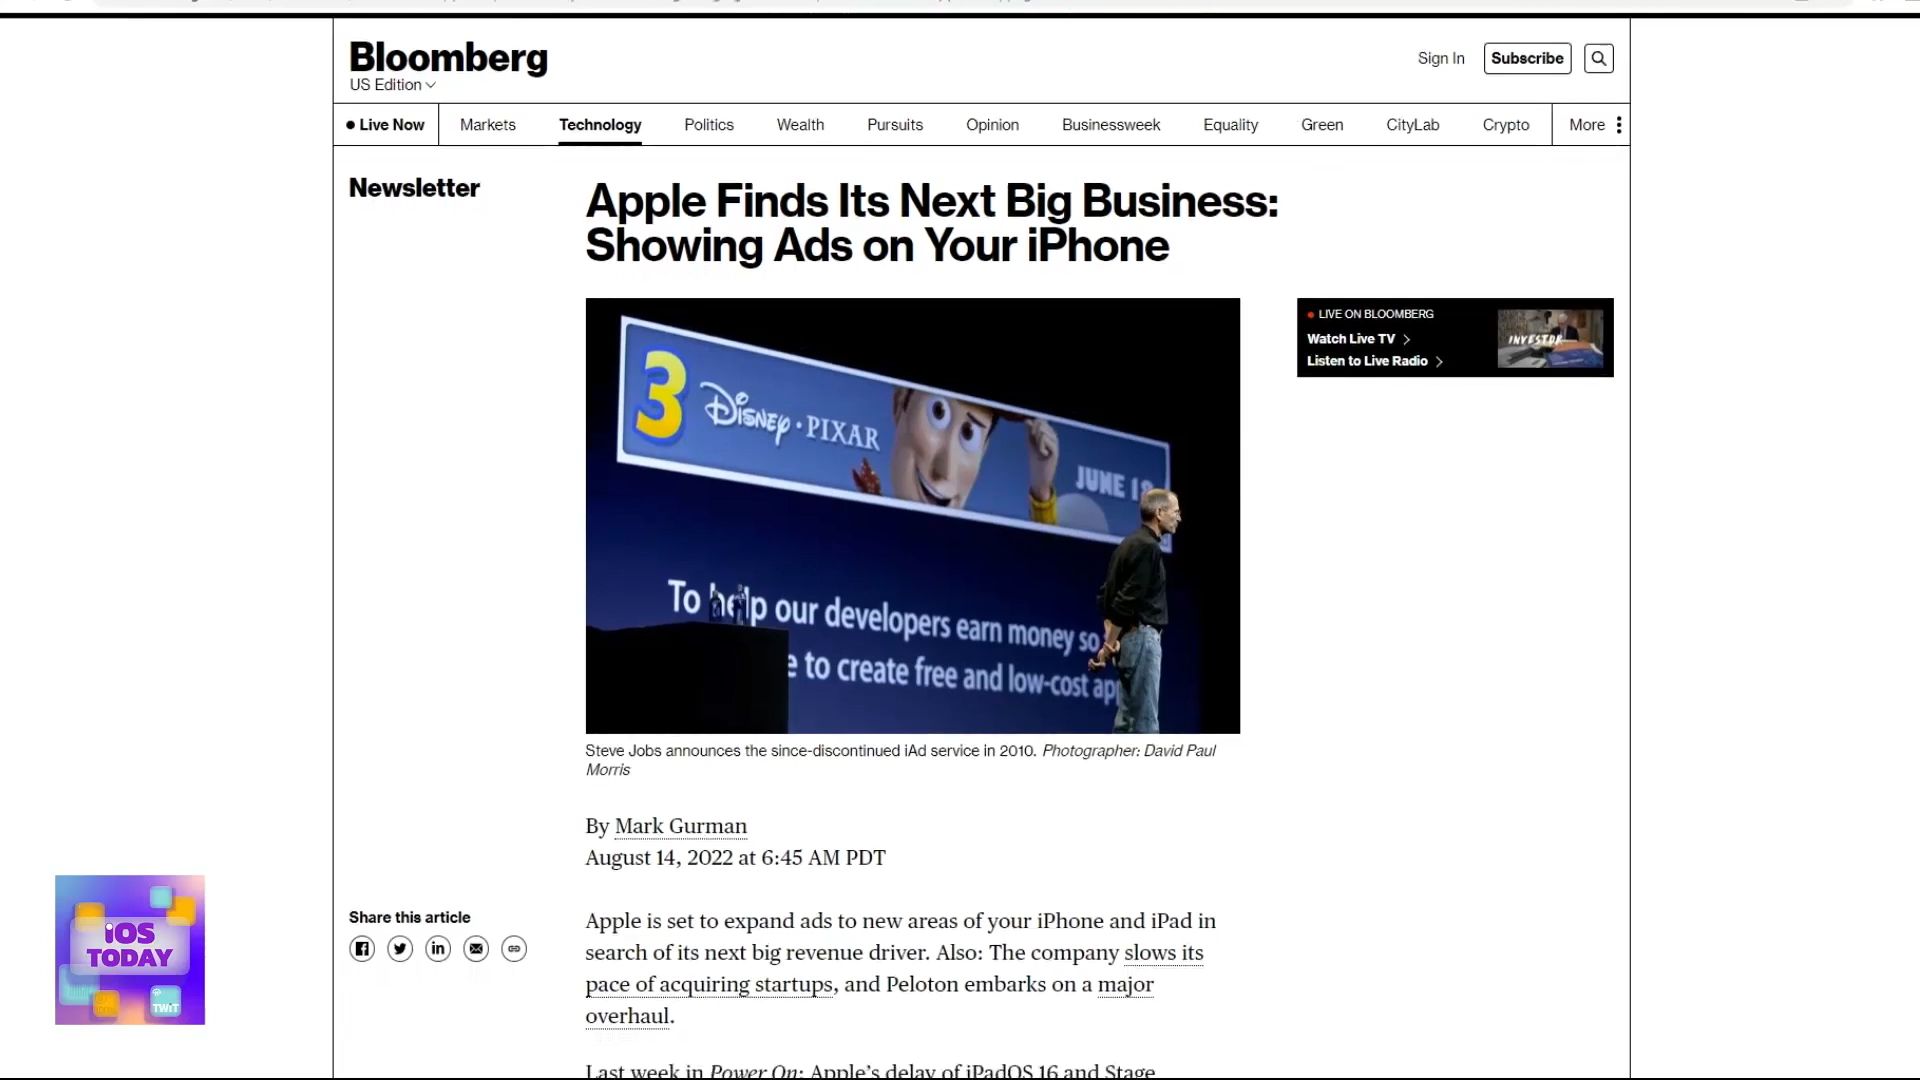 Bloomberg
US Edition
Sign In
Subscribe
Live Now
Markets
Technology
Politics
Wealth
Pursuits
Opinion
Businessweek
Equality
Green
CityLab
Crypto
More
Newsletter
Apple Finds Its Next Big Business:
Showing Ads on Your iPhone
3 Disney · PIXAR
JUNE 18
To help our developers earn money so
e to create free and low-cost app
LIVE ON BLOOMBERG
Watch Live TV
Listen to Live Radio
INVESTOR
Steve Jobs announces the since-discontinued iAd service in 2010. Photographer: David Paul
Morris
By Mark Gurman
August 14, 2022 at 6:45 AM PDT
Share this article
Apple is set to expand ads to new areas of your iPhone and iPad in
search of its next big revenue driver. Also: The company slows its
pace of acquiring startups, and Peloton embarks on a major
overhaul.
Last week in Power On: Apple's delay of iPadOS 16 and Stage
iOS
TODAY
TWiT